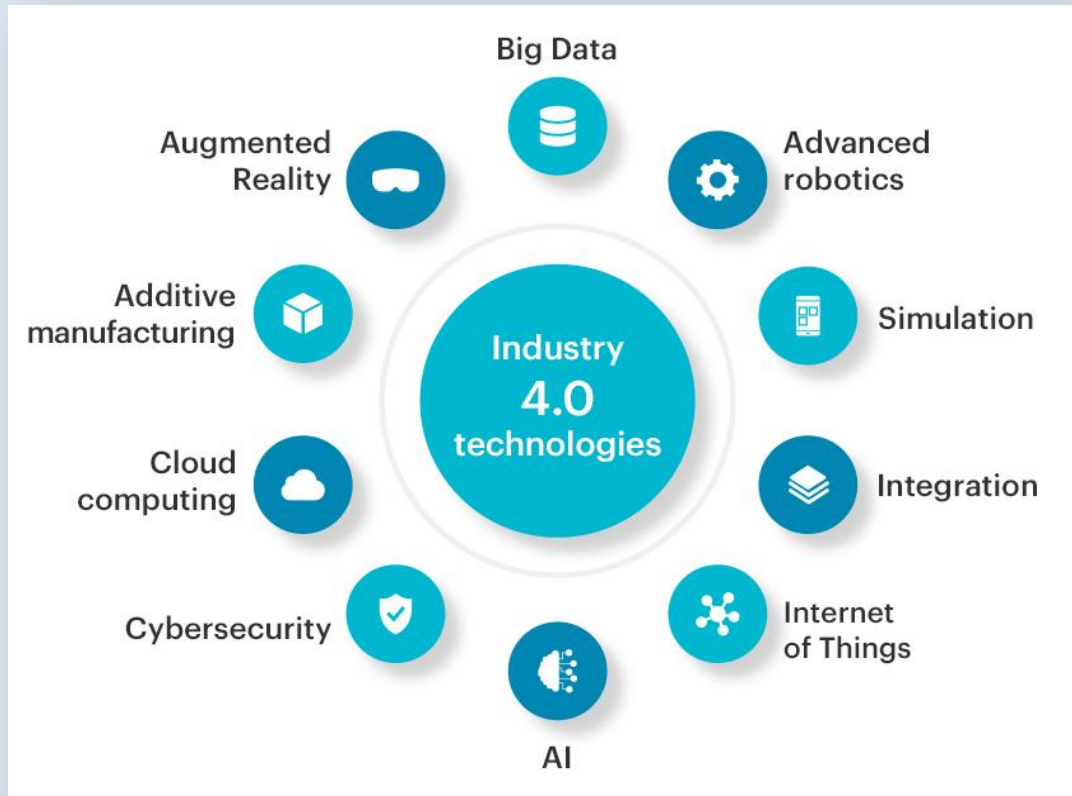 Big Data
Augmented
Reality
Advanced
robotics
Additive
manufacturing
Simulation
Industry
4.0
technologies
Cloud
computing
Integration
Cybersecurity
Internet
of Things
AI